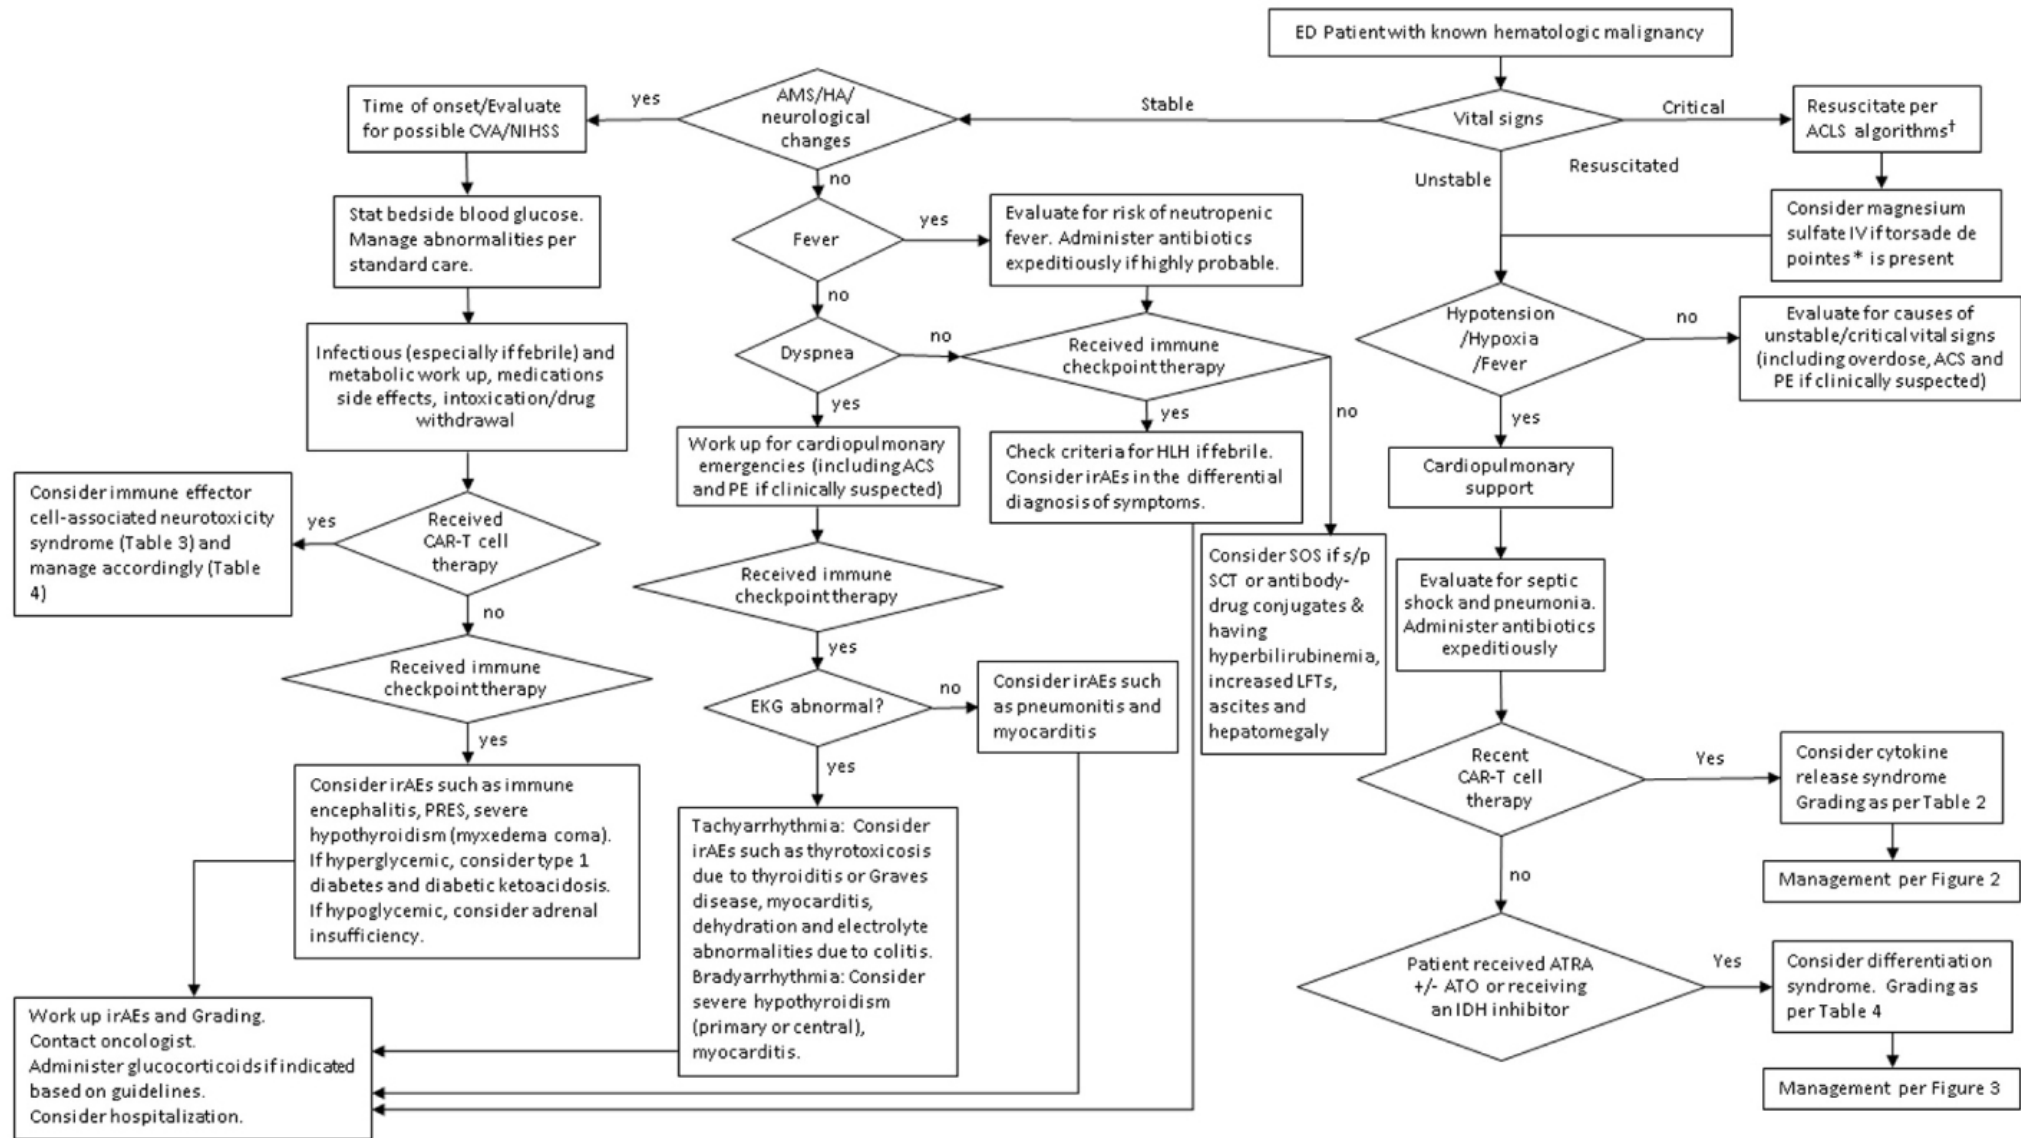 ED Patient with known hematologic malignancy
Vital signs
Stable
Critical
Unstable
Resuscitated
Resuscitate per
ACLS algorithms†
Consider magnesium
sulfate IV if torsade de
pointes* is present
Hypotension
/Hypoxia
/Fever
no
Evaluate for causes of
unstable/critical vital signs
(including overdose, ACS and
PE if clinically suspected)
yes
Cardiopulmonary
support
Evaluate for septic
shock and pneumonia.
Administer antibiotics
expeditiously
Recent
CAR-T cell
therapy
Yes
Consider cytokine
release syndrome
Grading as per Table 2
Management per Figure 2
no
Patient received ATRA
+/- ATO or receiving
an IDH inhibitor
Yes
Consider differentiation
syndrome. Grading as
per Table 4
Management per Figure 3
AMS/HA/
neurological
changes
yes
Time of onset/Evaluate
for possible CVA/NIHSS
Stat bedside blood glucose.
Manage abnormalities per
standard care.
Infectious (especially if febrile) and
metabolic work up, medications
side effects, intoxication/drug
withdrawal
Received
CAR-T cell
therapy
yes
Consider immune effector
cell-associated neurotoxicity
syndrome (Table 3) and
manage accordingly (Table
4)
no
Received immune
checkpoint therapy
yes
Consider irAEs such as immune
encephalitis, PRES, severe
hypothyroidism (myxedema coma).
If hyperglycemic, consider type 1
diabetes and diabetic ketoacidosis.
If hypoglycemic, consider adrenal
insufficiency.
Work up irAEs and Grading.
Contact oncologist.
Administer glucocorticoids if indicated
based on guidelines.
Consider hospitalization.
no
Fever
yes
Evaluate for risk of neutropenic
fever. Administer antibiotics
expeditiously if highly probable.
no
Dyspnea
no
Received immune
checkpoint therapy
yes
Check criteria for HLH if febrile.
Consider irAEs in the differential
diagnosis of symptoms.
no
Consider SOS if s/p
SCT or antibody-
drug conjugates &
having
hyperbilirubinemia,
increased LFTs,
ascites and
hepatomegaly
yes
Work up for cardiopulmonary
emergencies (including ACS
and PE if clinically suspected)
Received immune
checkpoint therapy
yes
EKG abnormal?
no
Consider irAEs such
as pneumonitis and
myocarditis
yes
Tachyarrhythmia: Consider
irAEs such as thyrotoxicosis
due to thyroiditis or Graves
disease, myocarditis,
dehydration and electrolyte
abnormalities due to colitis.
Bradyarrhythmia: Consider
severe hypothyroidism
(primary or central),
myocarditis.